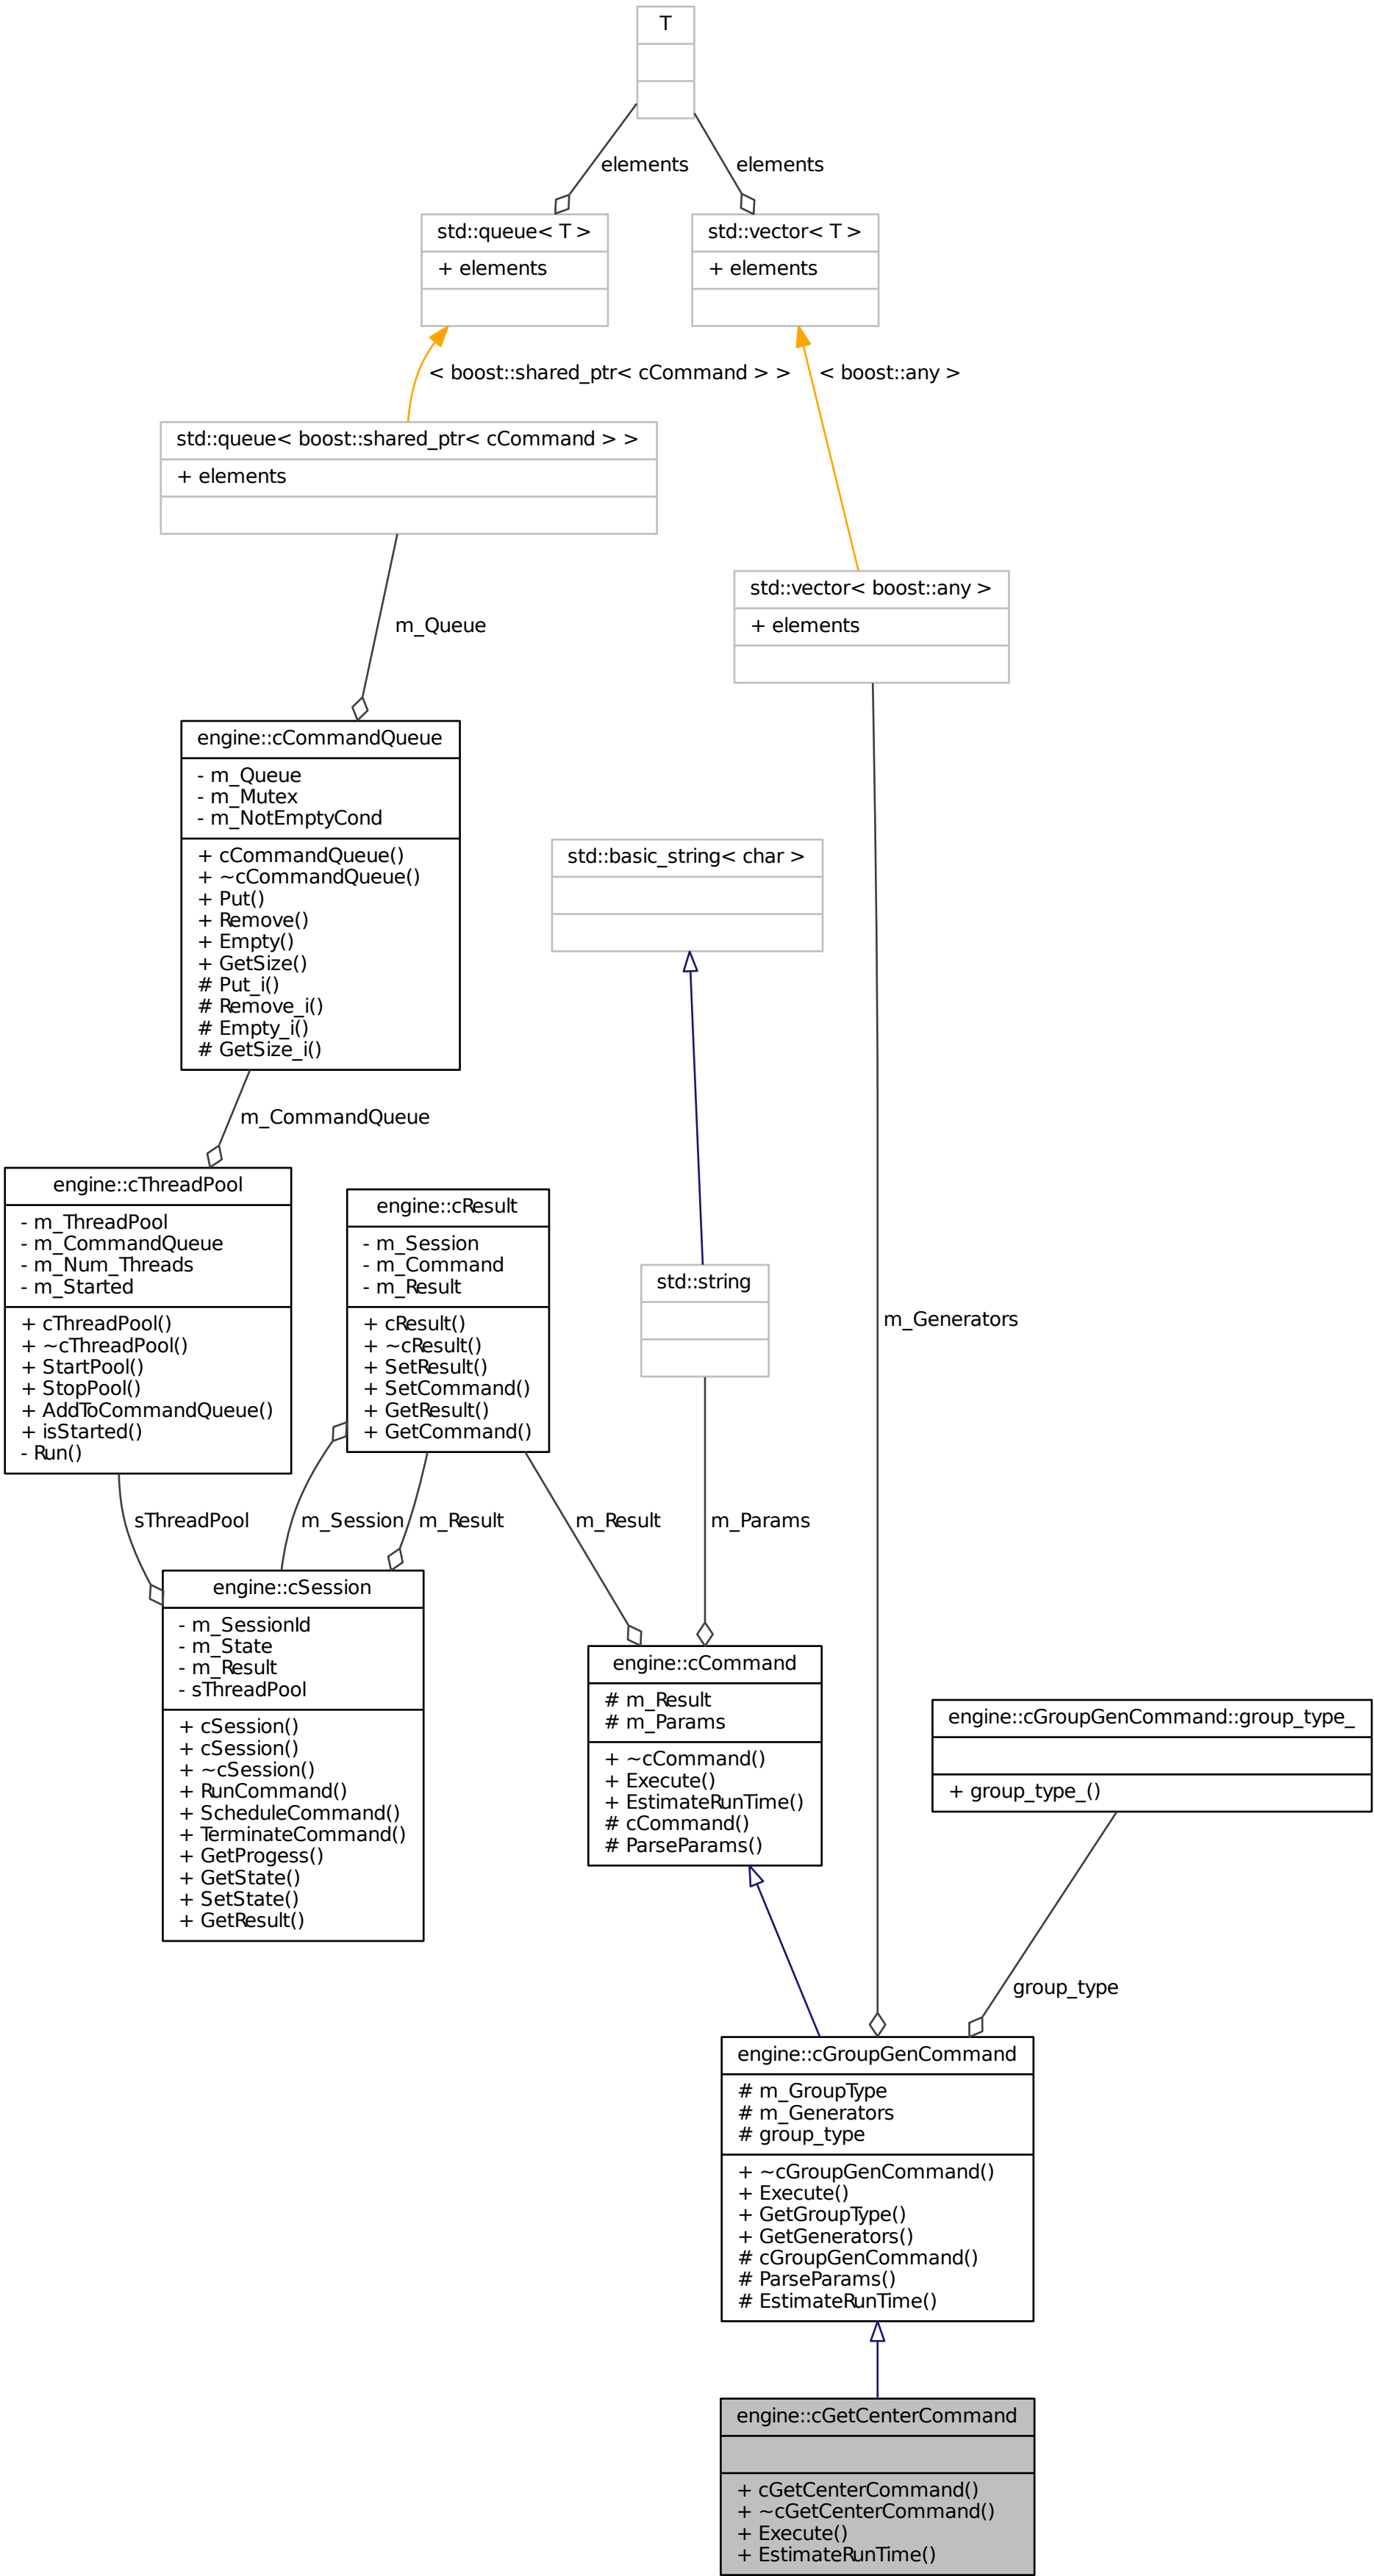 T
elements
elements
std::queue< T >
+ elements
std::vector< T >
+ elements
< boost::shared_ptr< cCommand > >
< boost::any >
std::queue< boost::shared_ptr< cCommand > >
+ elements
std::vector< boost::any >
+ elements
m_Queue
engine::cCommandQueue
- m_Queue
- m_Mutex
- m_NotEmptyCond
+ cCommandQueue()
+ ~cCommandQueue()
+ Put()
+ Remove()
+ Empty()
+ GetSize()
# Put_i()
# Remove_i()
# Empty_i()
# GetSize_i()
std::basic_string< char >
m_CommandQueue
engine::cThreadPool
- m_ThreadPool
- m_CommandQueue
- m_Num_Threads
- m_Started
+ cThreadPool()
+ ~cThreadPool()
+ StartPool()
+ StopPool()
+ AddToCommandQueue()
+ isStarted()
- Run()
engine::cResult
- m_Session
- m_Command
- m_Result
+ cResult()
+ ~cResult()
+ SetResult()
+ SetCommand()
+ GetResult()
+ GetCommand()
std::string
m_Generators
sThreadPool
m_Session
m_Result
m_Result
m_Params
engine::cSession
- m_SessionId
- m_State
- m_Result
- sThreadPool
+ cSession()
+ cSession()
+ ~cSession()
+ RunCommand()
+ ScheduleCommand()
+ TerminateCommand()
+ GetProgess()
+ GetState()
+ SetState()
+ GetResult()
engine::cCommand
# m_Result
# m_Params
+ ~cCommand()
+ Execute()
+ EstimateRunTime()
# cCommand()
# ParseParams()
engine::cGroupGenCommand::group_type_
+ group_type_()
group_type
engine::cGroupGenCommand
# m_GroupType
# m_Generators
# group_type
+ ~cGroupGenCommand()
+ Execute()
+ GetGroupType()
+ GetGenerators()
# cGroupGenCommand()
# ParseParams()
# EstimateRunTime()
engine::cGetCenterCommand
+ cGetCenterCommand()
+ ~cGetCenterCommand()
+ Execute()
+ EstimateRunTime()